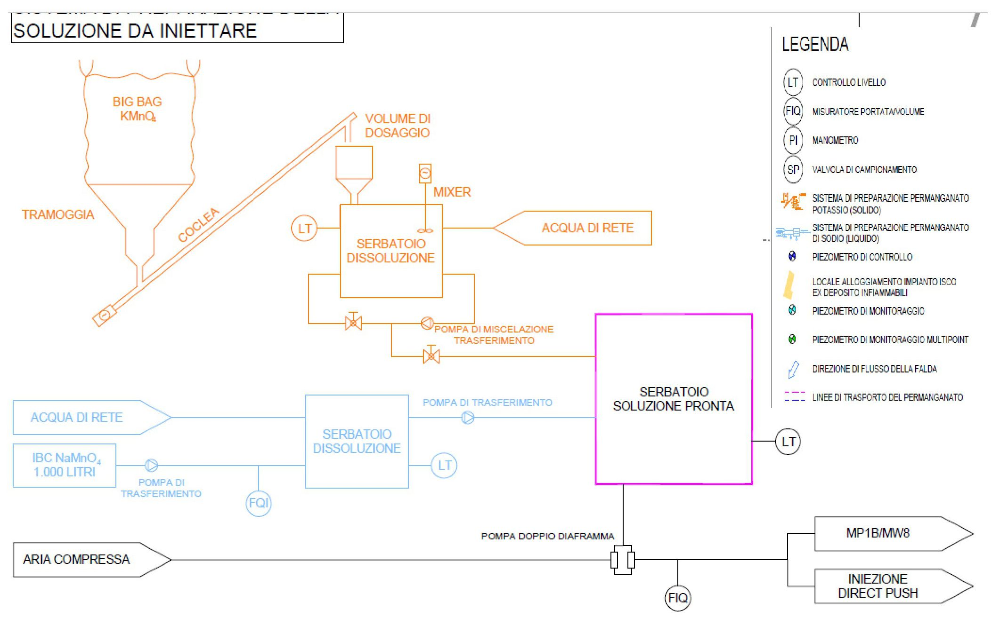 SOLUZIONE DA INIETTARE
BIG BAG
KMnO4
VOLUME DI
DOSAGGIO
MIXER
TRAMOGGIA
COCLEA
LT
ACQUA DI RETE
SERBATOIO
DISSOLUZIONE
POMPA DI MISCELAZIONE
TRASFERIMENTO
ACQUA DI RETE
IBC NaMnO4
1.000 LITRI
POMPA DI
TRASFERIMENTO
FQI
SERBATOIO
DISSOLUZIONE
LT
POMPA DI TRASFERIMENTO
SERBATOIO
SOLUZIONE PRONTA
LT
POMPA DOPPIO DIAFRAMMA
ARIA COMPRESSA
FIQ
MP1B/MW8
INIEZIONE
DIRECT PUSH
LEGENDA
LT CONTROLLO LIVELLO
FIQ MISURATORE PORTATA/VOLUME
PI MANOMETRO
SP VALVOLA DI CAMPIONAMENTO
SISTEMA DI PREPARAZIONE PERMANGANATO
POTASSIO (SOLIDO)
SISTEMA DI PREPARAZIONE PERMANGANATO
DI SODIO (LIQUIDO)
PIEZOMETRO DI CONTROLLO
LOCALE ALLOGGIAMENTO IMPIANTO ISCO
EX DEPOSITO INFIAMMABILI
PIEZOMETRO DI MONITORAGGIO
PIEZOMETRO DI MONITORAGGIO MULTIPOINT
DIREZIONE DI FLUSSO DELLA FALDA
LINEE DI TRASPORTO DEL PERMANGANATO